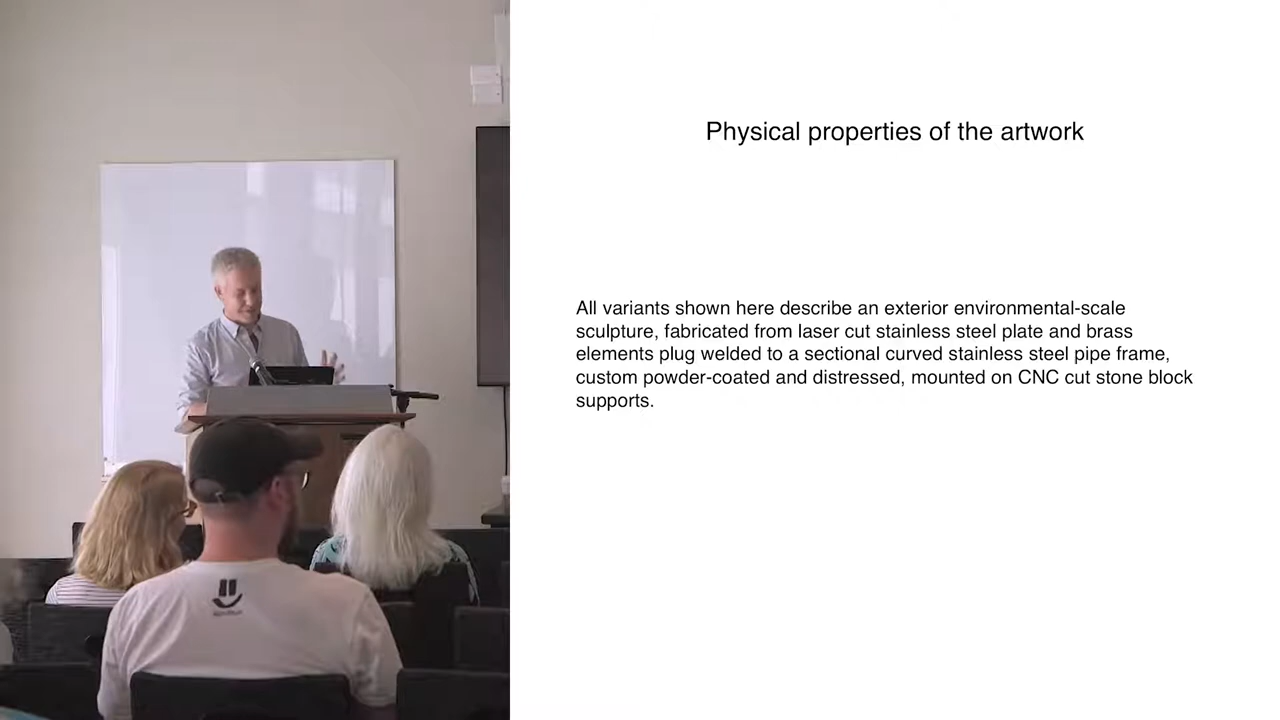 Physical properties of the artwork
All variants shown here describe an exterior environmental-scale
sculpture, fabricated from laser cut stainless steel plate and brass
elements plug welded to a sectional curved stainless steel pipe frame,
custom powder-coated and distressed, mounted on CNC cut stone block
supports.